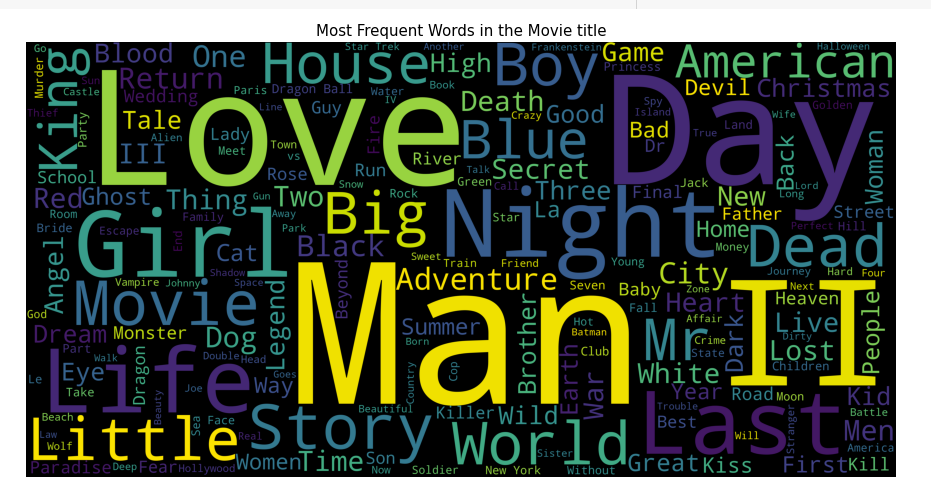 Most Frequent Words in the Movie title
Go
Murder
King
Blood
One
House
Star Trek
Another
High
Boy
Frankenstein
Game
Princess
American
Halloween
Return
Wedding
Paris
Dragon Ball
Water
IV
Book
Love
Death
Good
Crazy
Devil
Christmas
Golden
Day
Sun
Castle
Thief
Party
Tale
Alien
Lady
Meet
Line
Guy
Fire
Town
vs
River
Blue
Spy
Island
Bad
Dr
True
Land
Wife
Back
Woman
III
School
Rose
Run
Snow
Talk
Secret
Green
Call
Three
Final
Jack
Lord
Long
Red
Ghost
Thing
Gun
Two
Rock
Big
Star
La
New
Father
Street
Room
Bride
Girl
Family
Away
Park
Night
Home
Money
Perfect
Hill
Escape
End
Cat
Black
Sweet
Train
Friend
Young
Dead
Angel
Shadow
Space
Beyond
Adventure
Seven
City
Zone
Baby
Journey
Hard
Four
Vampire
Johnny
Legend
Man
Brother
Fall
Heart
II
Next
Heaven
People
God
Movie
Dream
Monster
Dog
Summer
Born
Hot
Batman
Club
Affair
Mr
Crime
State
Dark
Live
Dirty
Lost
Children
Part
Walk
Double
Head
Eye
Dragon
Life
Le
Take
Joe
Goes
Way
Country
Cop
Earth
War
White
Year
Road
Moon
Kid
Battle
Beach
Beauty
Sea
Face
Story
Beautiful
Killer
Wild
Trouble
Best
Last
Stranger
Men
Law
Wolf
Little
Real
World
Sister
Will
America
Paradise
Deep
Fear
Hollywood
Women
Time
Son
Now
Soldier
New York
Without
Great
Kiss
First
Kill